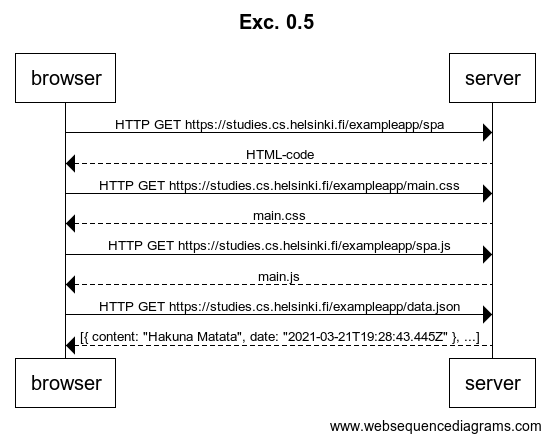 Exc. 0.5
browser
server
HTTP GET https://studies.cs.helsinki.fi/exampleapp/spa
HTML-code
HTTP GET https://studies.cs.helsinki.fi/exampleapp/main.css
main.css
HTTP GET https://studies.cs.helsinki.fi/exampleapp/spa.js
main.js
HTTP GET https://studies.cs.helsinki.fi/exampleapp/data.json
[{ content: "Hakuna Matata", date: "2021-03-21T19:28:43.445Z" }, ...]
browser
server
www.websequencediagrams.com